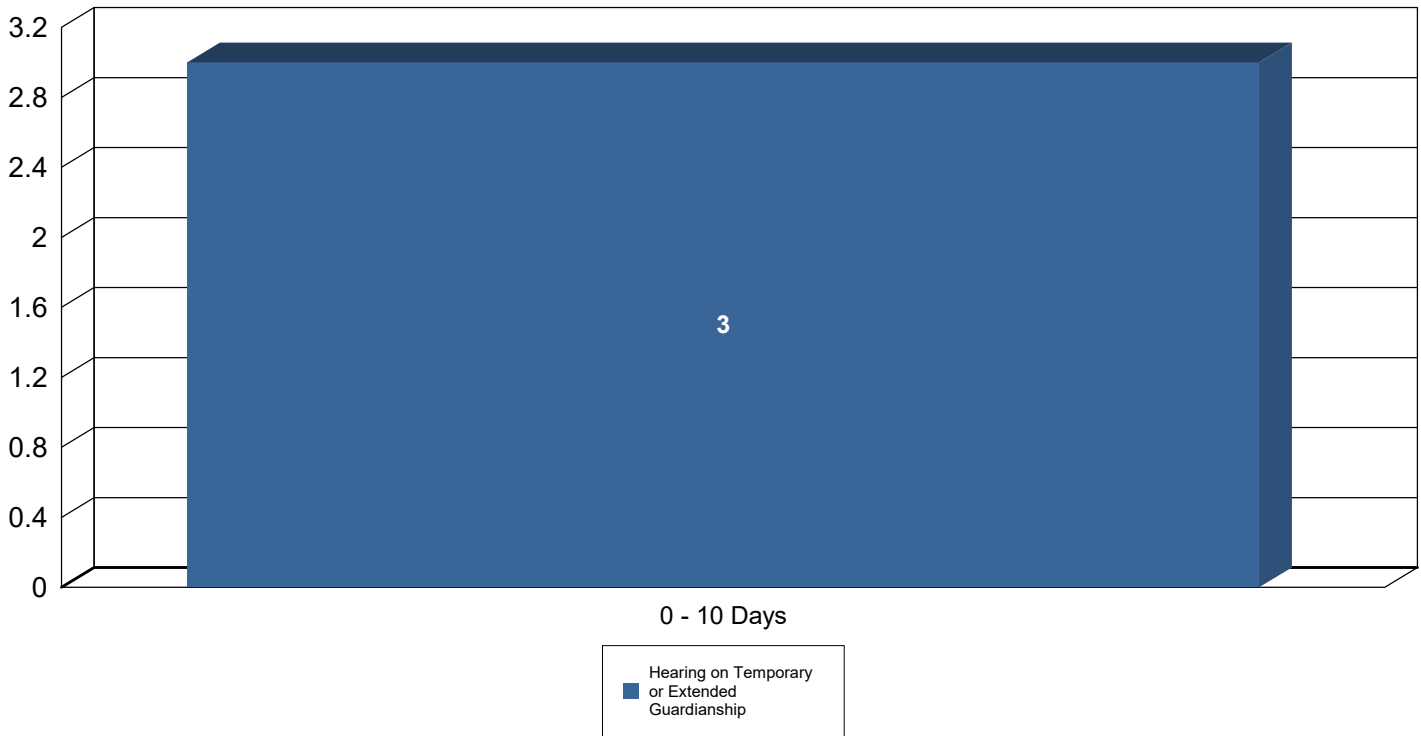 3.2
2.8
2.4
2
1.6
1.2
0.8
0.4
0
3
0 - 10 Days
Hearing on Temporary
or Extended
Guardianship